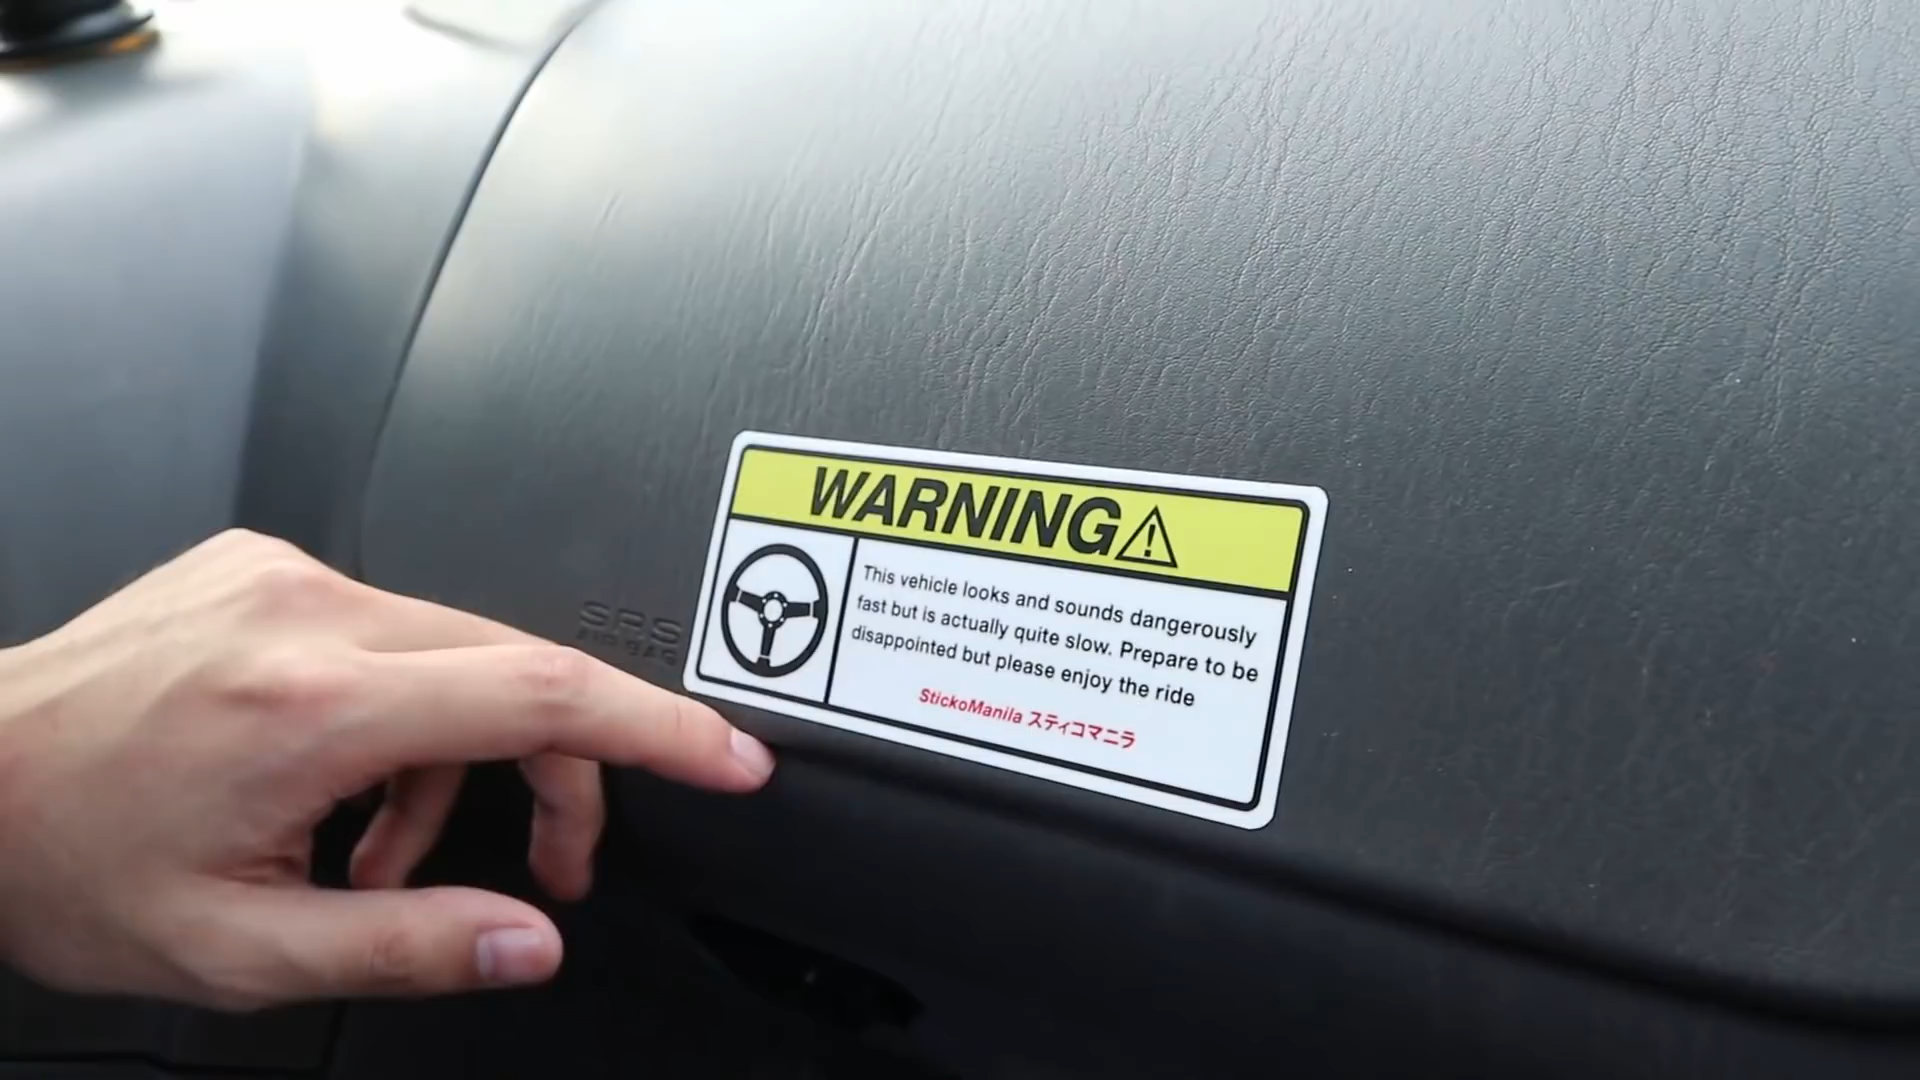 WARNING
This vehicle looks and sounds dangerously
fast but is actually quite slow. Prepare to be
disappointed but please enjoy the ride
StickoManila スティコマニラ
SRS
AIRBAG